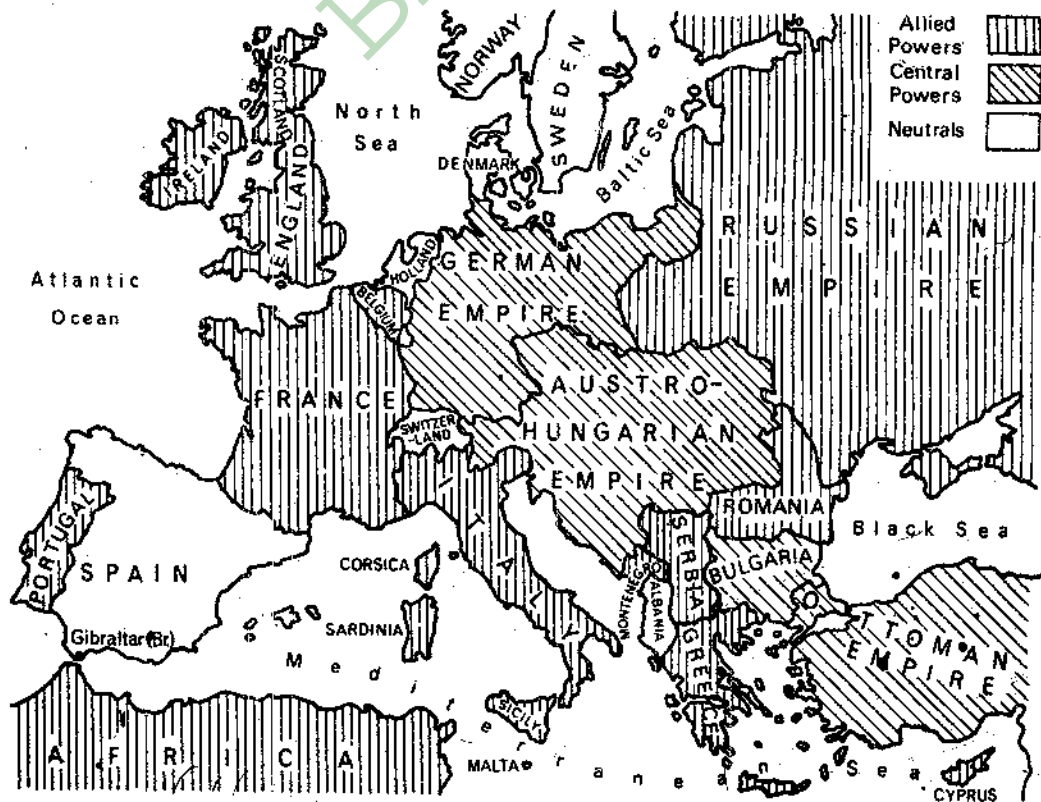 Allied
Powers
Central
Powers
Neutrals
NORWAY
SWEDEN
SCOTLAND
North
Sea
IRELAND
ENGLAND
DENMARK
Baltic Sea
RUSSIAN
EMPIRE
Atlantic
Ocean
HOLLAND
BELGIUM
GERMAN
EMPIRE
FRANCE
SWITZER
-LAND
AUSTRO-
HUNGARIAN
EMPIRE
ITALY
ROMANIA
Black Sea
SERBIA
BULGARIA
PORTUGAL
SPAIN
CORSICA
MONTENEGRO
ALBANIA
Gibraltar (Br)
SARDINIA
GREECE
OTTOMAN
EMPIRE
Mediterranean Sea
SICILY
AFRICA
MALTA
CYPRUS